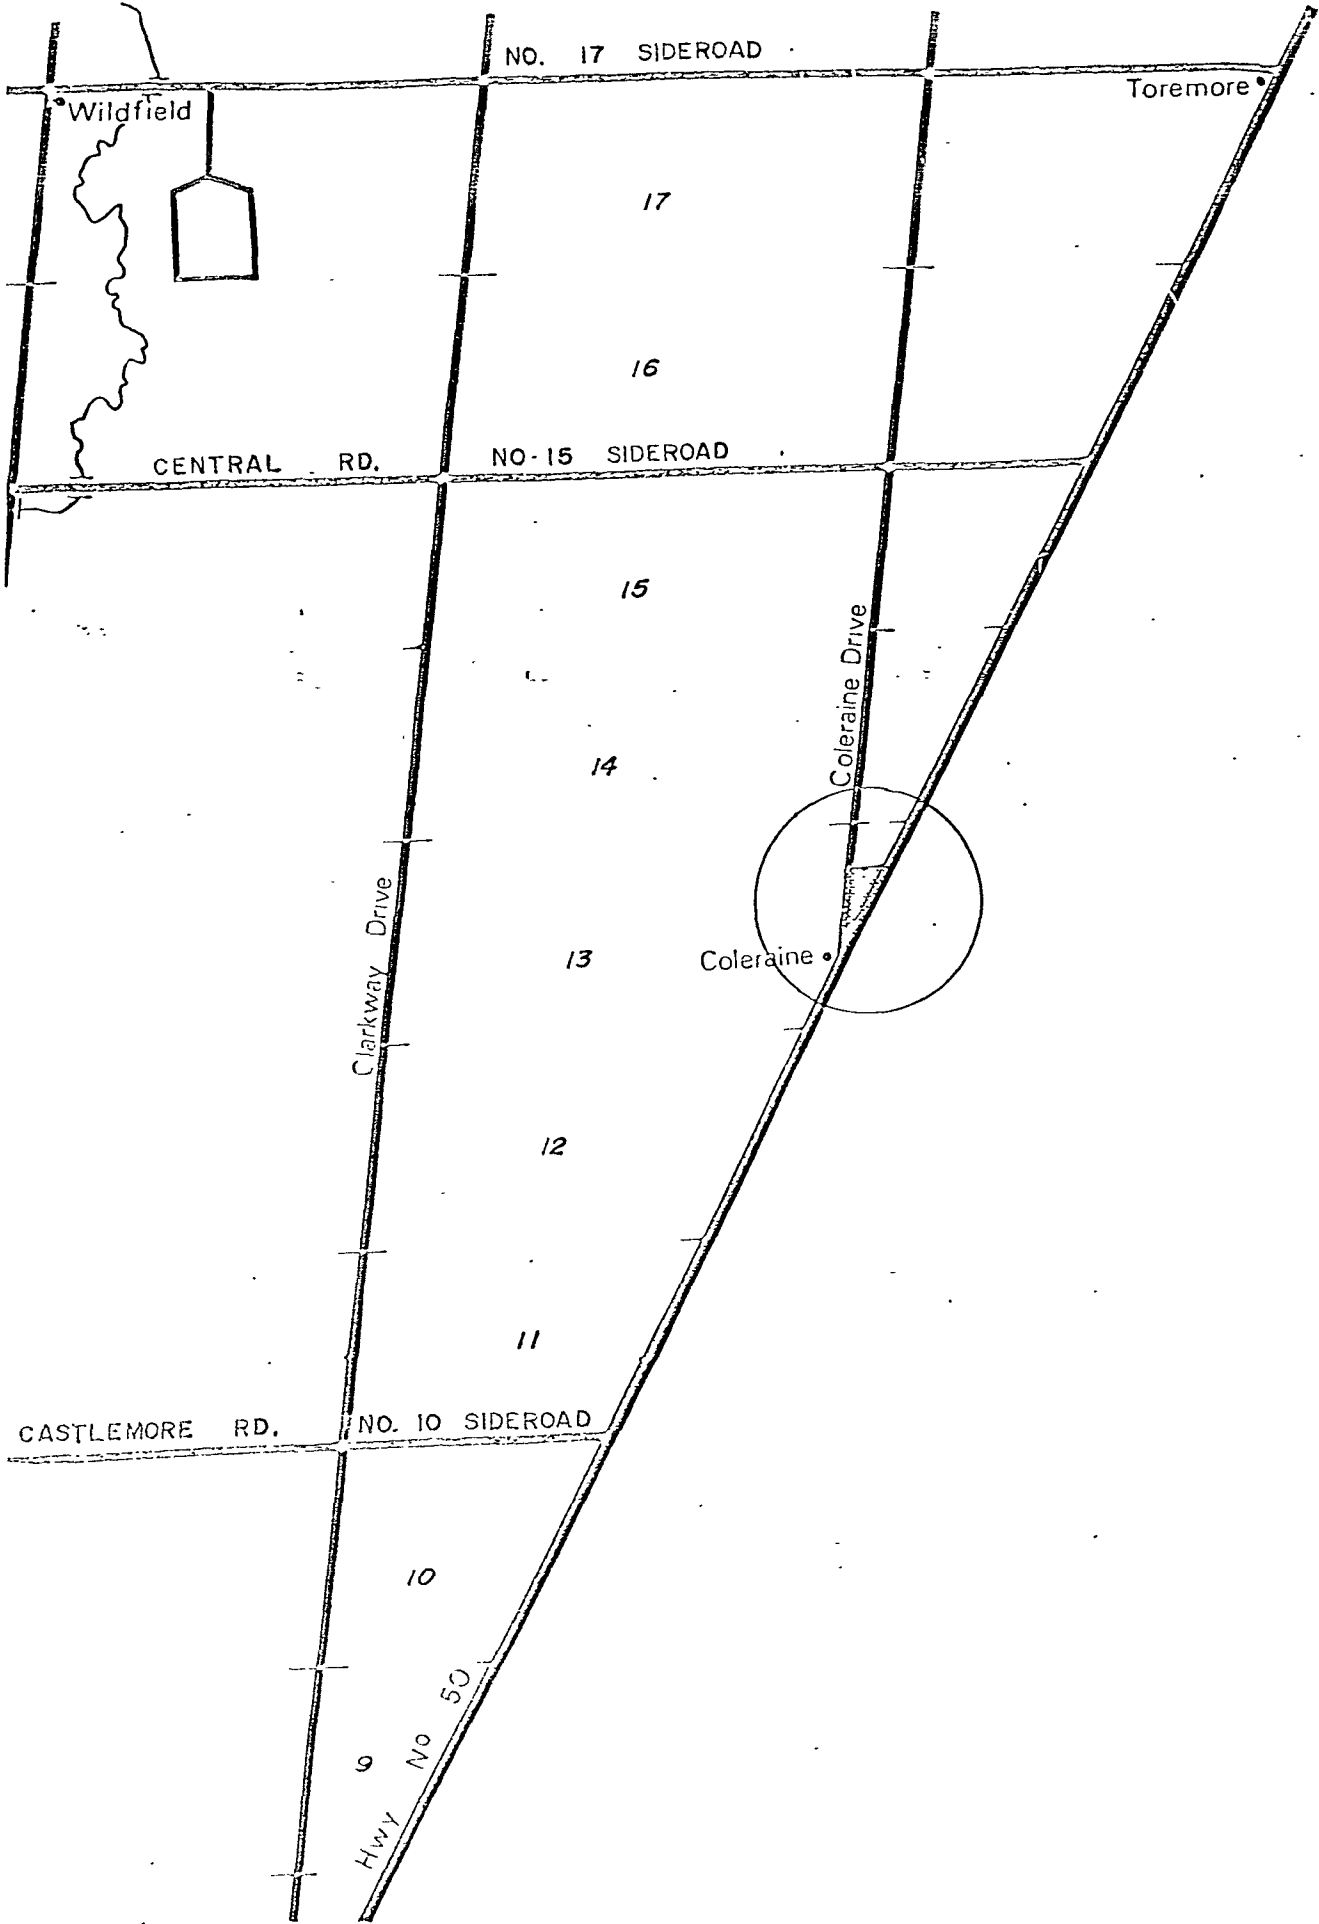 NO. 17 SIDEROAD
Toremore
Wildfield
17
16
CENTRAL RD.
NO-15 SIDEROAD
15
Coleraine Drive
14
Clarkway Drive
13
Coleraine
12
11
CASTLEMORE RD.
NO. 10 SIDEROAD
10
9
Hwy No 50